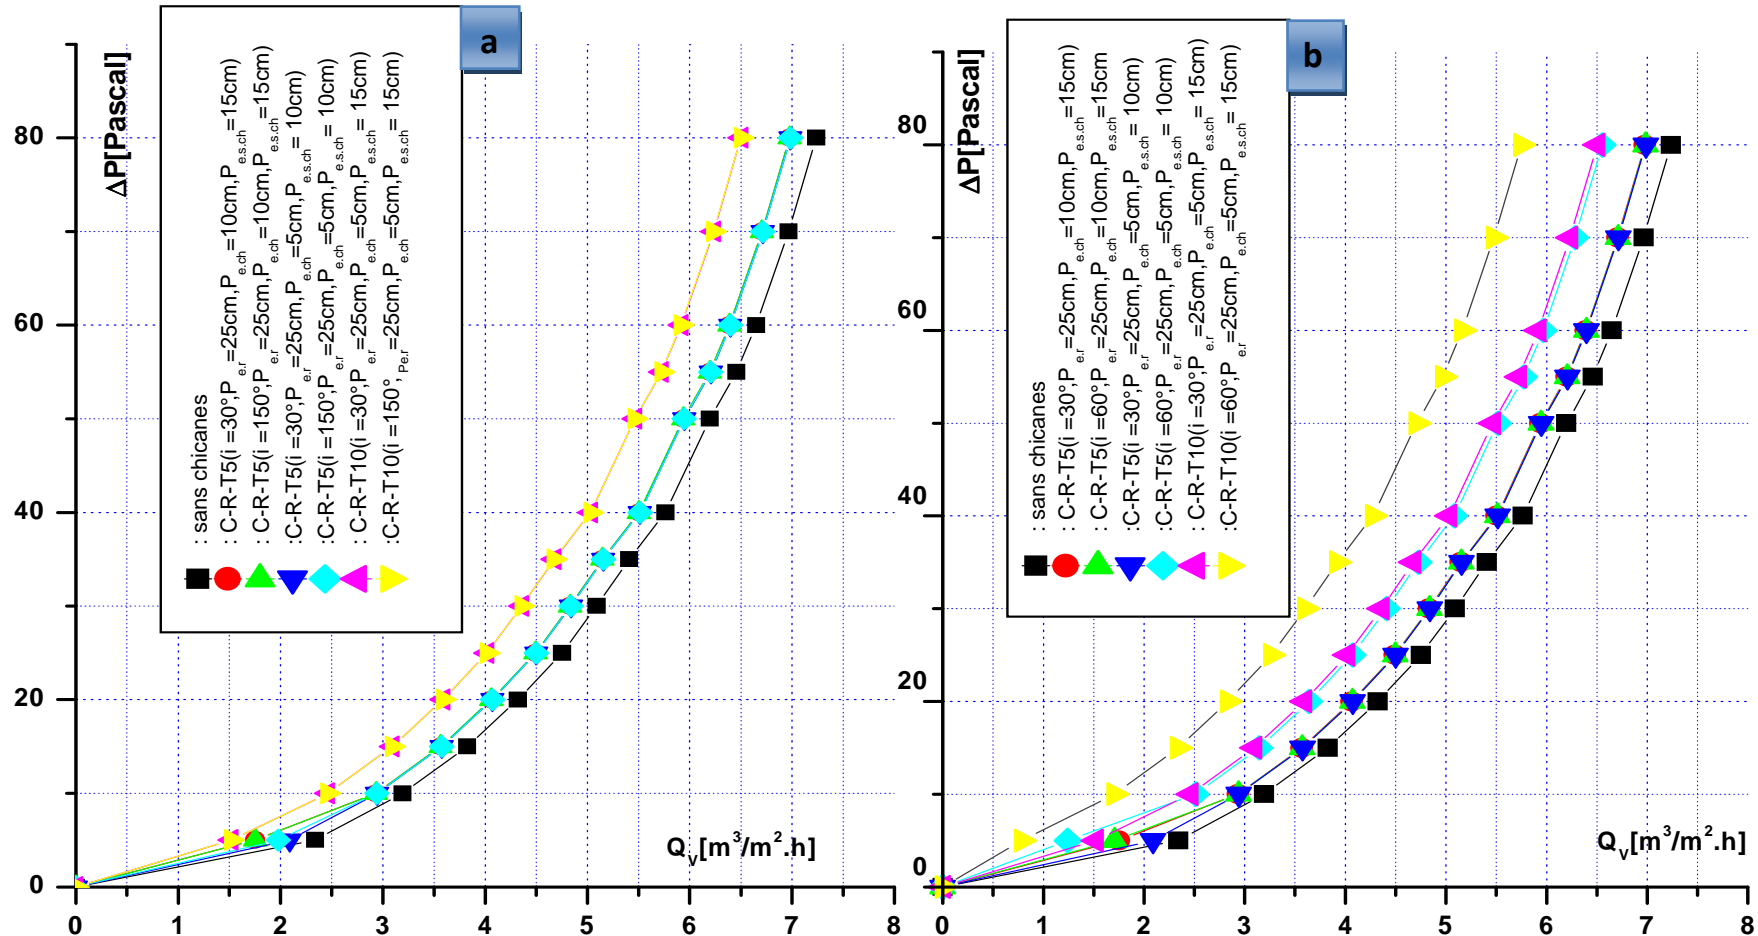 a
ΔP[Pascal]
: sans chicanes
: C-R-T5(i =30°,Pe.r=25cm,Pe.ch=10cm,Pe.s.ch=15cm)
: C-R-T5(i =150°,Pe.r=25cm,Pe.ch=10cm,Pe.s.ch=15cm)
:C-R-T5(i =30°,Pe.r=25cm,Pe.ch=5cm,Pe.s.ch= 10cm)
:C-R-T5(i =150°,Pe.r=25cm,Pe.ch=5cm,Pe.s.ch= 10cm)
: C-R-T10(i =30°,Pe.r=25cm,Pe.ch=5cm,Pe.s.ch= 15cm)
:C-R-T10(i =150°,Pe.r=25cm,Pe.ch=5cm,Pe.s.ch= 15cm)
80
60
40
20
0
Qv[m³/m².h]
0 1 2 3 4 5 6 7 8
b
ΔP[Pascal]
: sans chicanes
: C-R-T5(i =30°,Pe.r=25cm,Pe.ch=10cm,Pe.s.ch=15cm)
: C-R-T5(i =60°,Pe.r=25cm,Pe.ch=10cm,Pe.s.ch=15cm
:C-R-T5(i =30°,Pe.r=25cm,Pe.ch=5cm,Pe.s.ch= 10cm)
:C-R-T5(i =60°,Pe.r=25cm,Pe.ch=5cm,Pe.s.ch= 10cm)
: C-R-T10(i =30°,Pe.r=25cm,Pe.ch=5cm,Pe.s.ch= 15cm)
:C-R-T10(i =60°,Pe.r=25cm,Pe.ch=5cm,Pe.s.ch= 15cm)
80
60
40
20
0
Qv[m³/m².h]
0 1 2 3 4 5 6 7 8